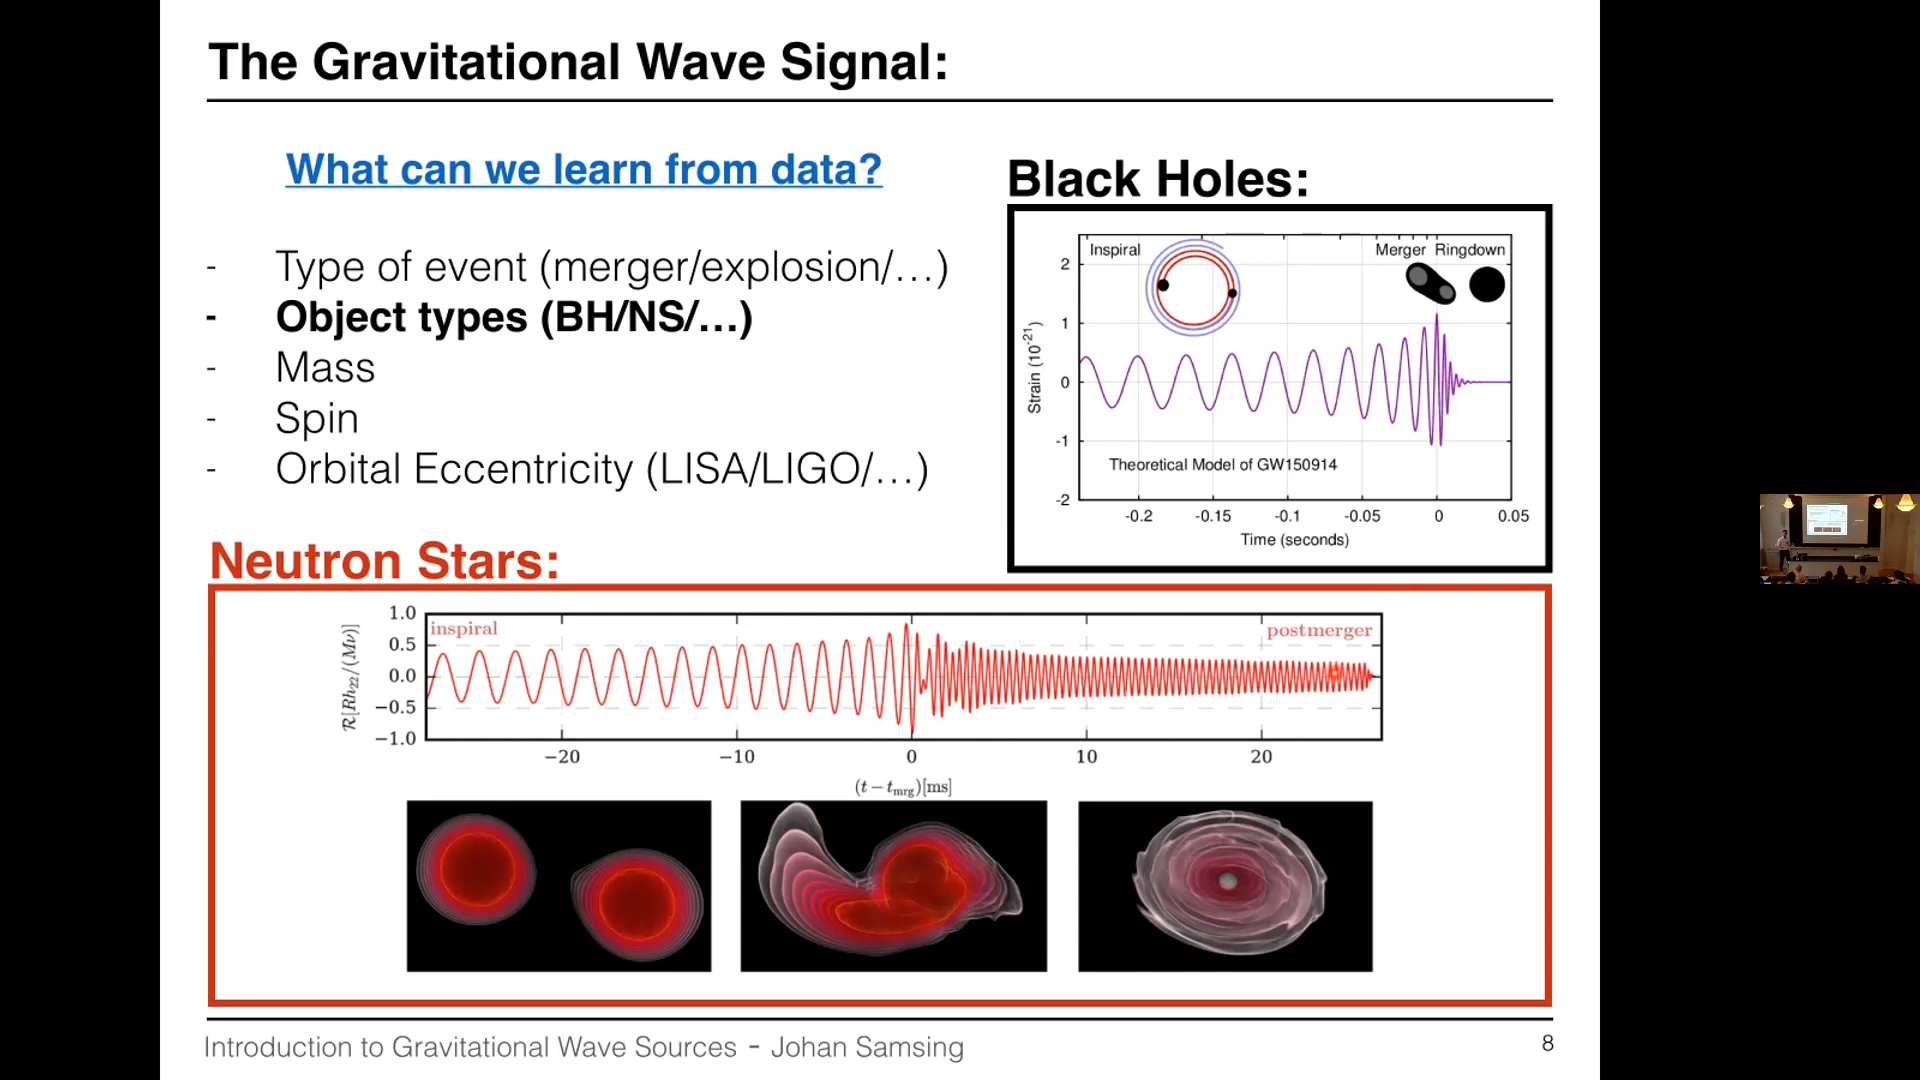 The Gravitational Wave Signal:
What can we learn from data?
- Type of event (merger/explosion/...)
- Object types (BH/NS/...)
- Mass
- Spin
- Orbital Eccentricity (LISA/LIGO/...)
Black Holes:
Inspiral
Merger Ringdown
2
1
0
-1
-2
Strain (10⁻²¹)
Theoretical Model of GW150914
-0.2 -0.15 -0.1 -0.05 0 0.05
Time (seconds)
Neutron Stars:
1.0
0.5
0.0
−0.5
−1.0
ℛ[Rh₂₂/(Mν)]
inspiral
postmerger
−20 −10 0 10 20
(t − tmrg)[ms]
Introduction to Gravitational Wave Sources - Johan Samsing
8